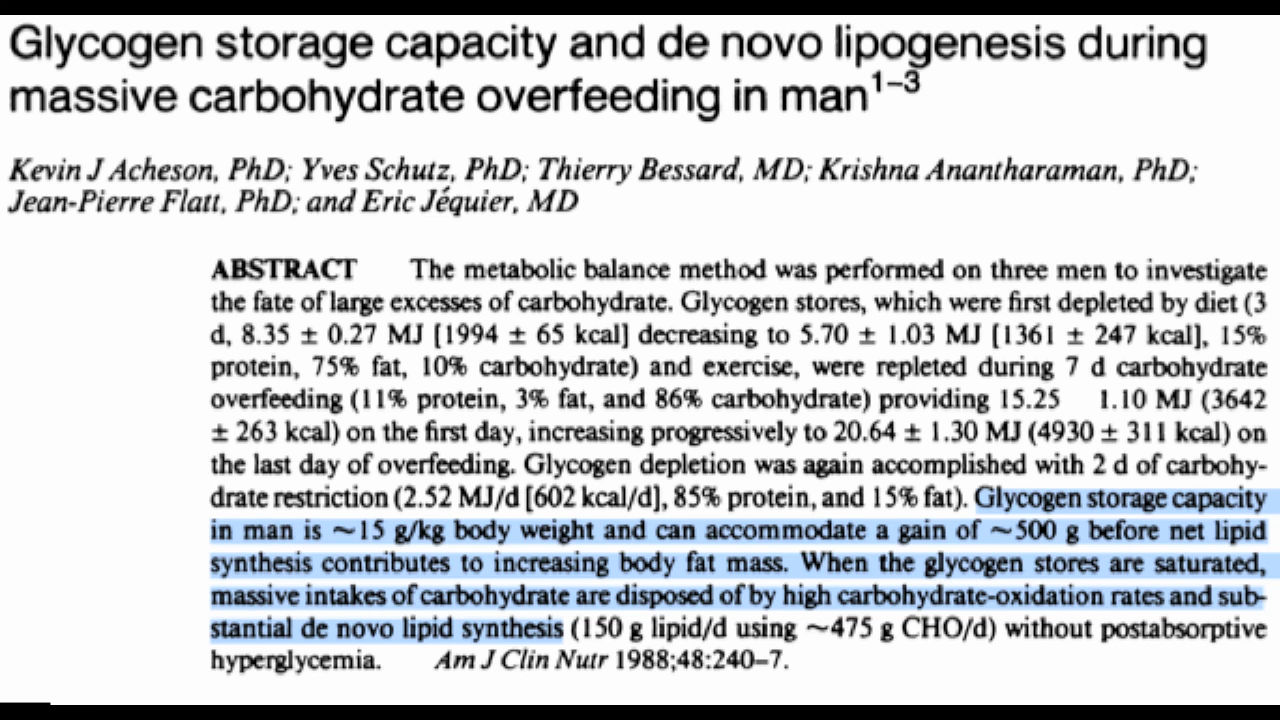 Glycogen storage capacity and de novo lipogenesis during
massive carbohydrate overfeeding in man1–3
Kevin J Acheson, PhD; Yves Schutz, PhD; Thierry Bessard, MD; Krishna Anantharaman, PhD;
Jean-Pierre Flatt, PhD; and Eric Jéquier, MD
ABSTRACT The metabolic balance method was performed on three men to investigate
the fate of large excesses of carbohydrate. Glycogen stores, which were first depleted by diet (3
d, 8.35 ± 0.27 MJ [1994 ± 65 kcal] decreasing to 5.70 ± 1.03 MJ [1361 ± 247 kcal], 15%
protein, 75% fat, 10% carbohydrate) and exercise, were repleted during 7 d carbohydrate
overfeeding (11% protein, 3% fat, and 86% carbohydrate) providing 15.25 1.10 MJ (3642
± 263 kcal) on the first day, increasing progressively to 20.64 ± 1.30 MJ (4930 ± 311 kcal) on
the last day of overfeeding. Glycogen depletion was again accomplished with 2 d of carbohy-
drate restriction (2.52 MJ/d [602 kcal/d], 85% protein, and 15% fat). Glycogen storage capacity
in man is ~15 g/kg body weight and can accommodate a gain of ~500 g before net lipid
synthesis contributes to increasing body fat mass. When the glycogen stores are saturated,
massive intakes of carbohydrate are disposed of by high carbohydrate-oxidation rates and sub-
stantial de novo lipid synthesis (150 g lipid/d using ~475 g CHO/d) without postabsorptive
hyperglycemia. Am J Clin Nutr 1988;48:240–7.